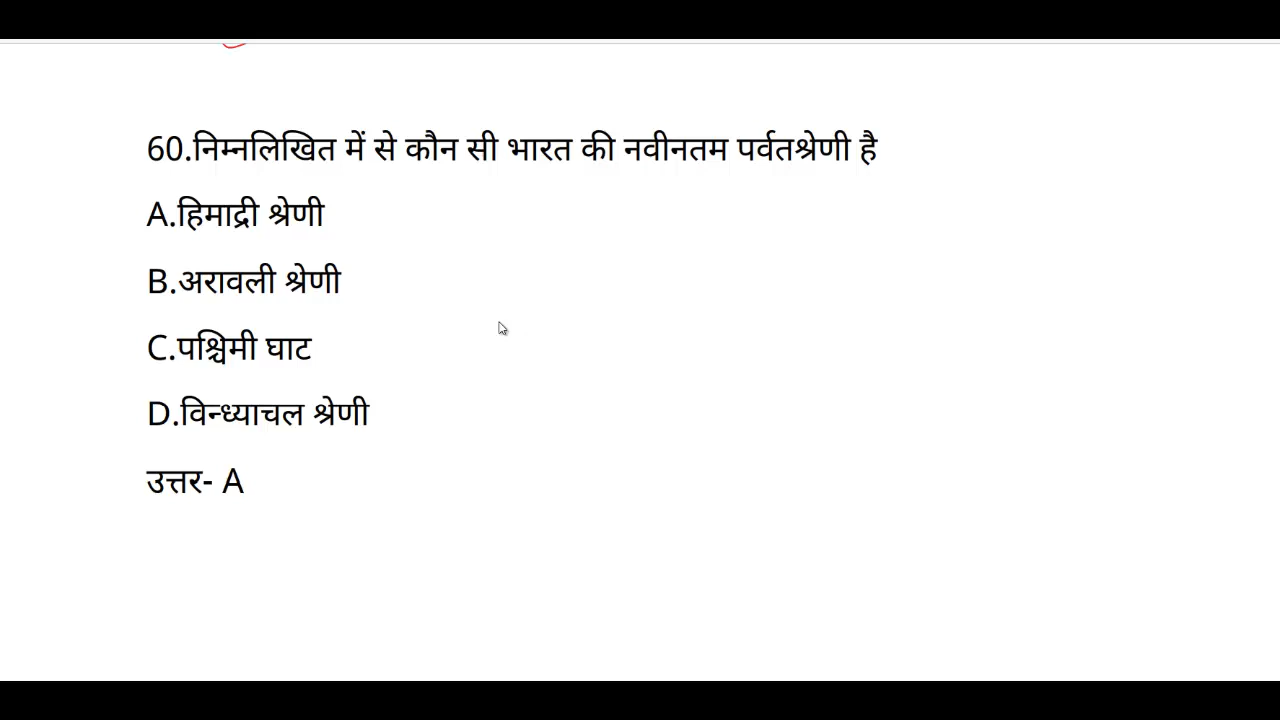 60.निम्नलिखित में से कौन सी भारत की नवीनतम पर्वतश्रेणी है
A.हिमाद्री श्रेणी
B.अरावली श्रेणी
C.पश्चिमी घाट
D.विन्ध्याचल श्रेणी
उत्तर- A